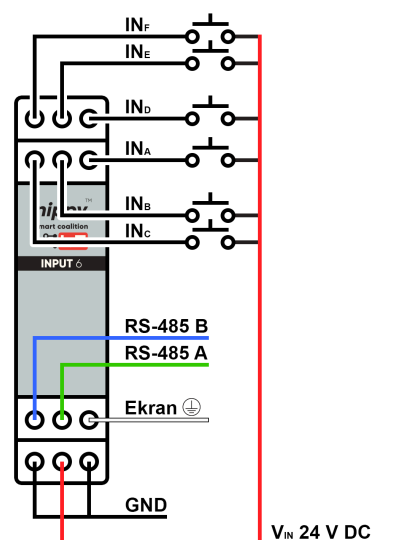 INF
INE
IND
INA
INB
INC
TM
smart coalition
INPUT 6
RS-485 B
RS-485 A
Ekran
GND
VIN 24 V DC